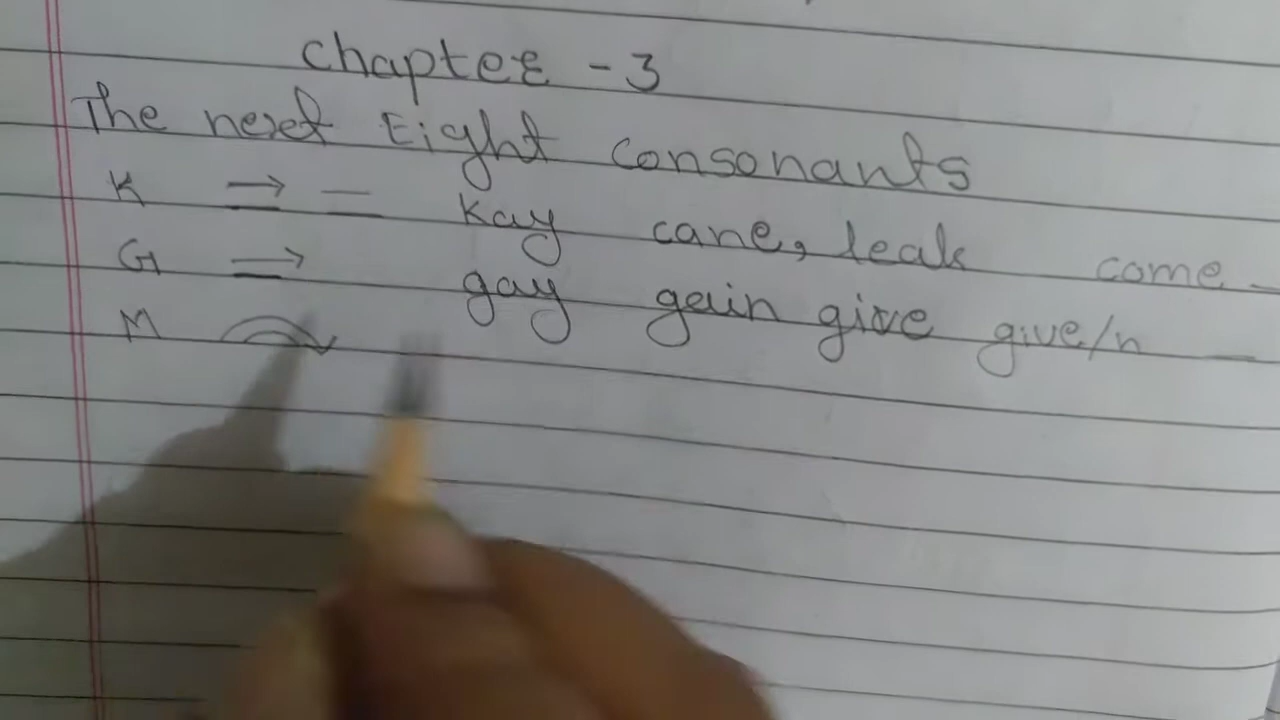 Chapter - 3
The next Eight Consonants
K → — Kay cane, leak come -
G → gay gain give give/n —
M